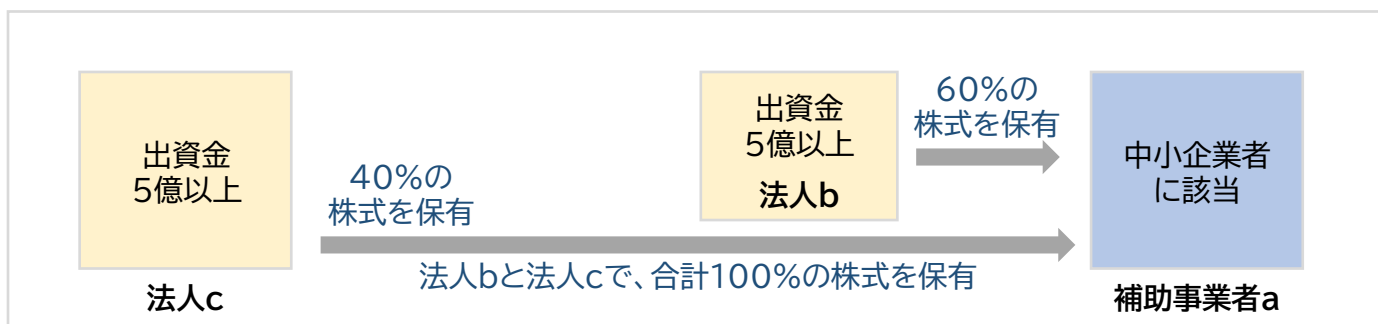 出資金
5億以上
法人c
40%の
株式を保有
出資金
5億以上
法人b
60%の
株式を保有
法人bと法人cで、合計100%の株式を保有
中小企業者
に該当
補助事業者a